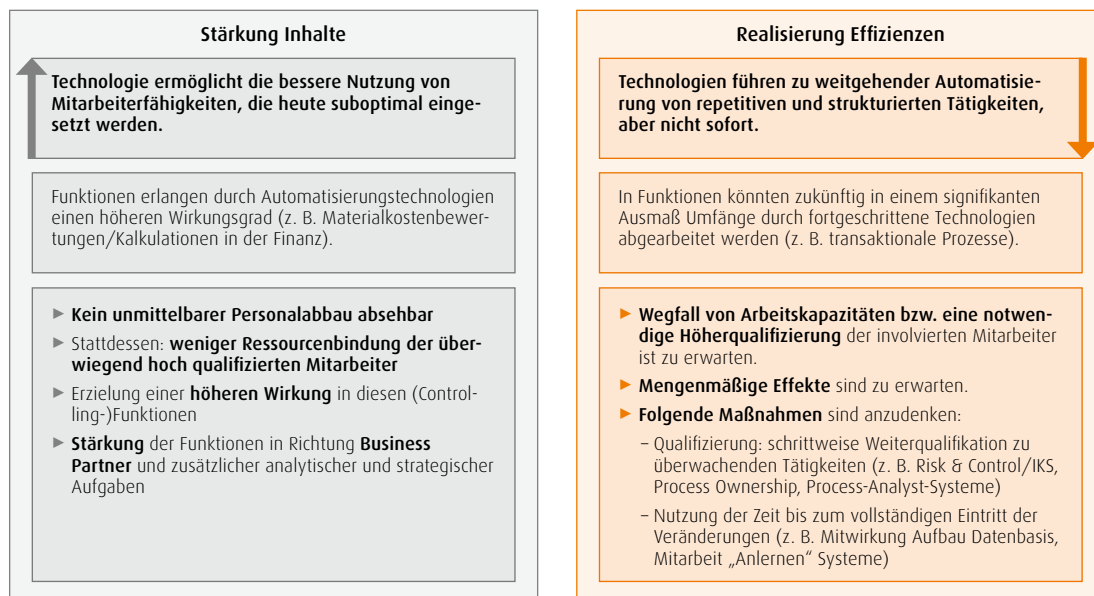 Stärkung Inhalte
Technologie ermöglicht die bessere Nutzung von
Mitarbeiterfähigkeiten, die heute suboptimal einge-
setzt werden.
Funktionen erlangen durch Automatisierungstechnologien
einen höheren Wirkungsgrad (z. B. Materialkostenbewer-
tungen/Kalkulationen in der Finanz).
► Kein unmittelbarer Personalabbau absehbar
► Stattdessen: weniger Ressourcenbindung der über-
wiegend hoch qualifizierten Mitarbeiter
► Erzielung einer höheren Wirkung in diesen (Control-
ling-)Funktionen
► Stärkung der Funktionen in Richtung Business
Partner und zusätzlicher analytischer und strategischer
Aufgaben
Realisierung Effizienzen
Technologien führen zu weitgehender Automatisie-
rung von repetitiven und strukturierten Tätigkeiten,
aber nicht sofort.
In Funktionen könnten zukünftig in einem signifikanten
Ausmaß Umfänge durch fortgeschrittene Technologien
abgearbeitet werden (z. B. transaktionale Prozesse).
► Wegfall von Arbeitskapazitäten bzw. eine notwen-
dige Höherqualifizierung der involvierten Mitarbeiter
ist zu erwarten.
► Mengenmäßige Effekte sind zu erwarten.
► Folgende Maßnahmen sind anzudenken:
– Qualifizierung: schrittweise Weiterqualifikation zu
überwachenden Tätigkeiten (z. B. Risk & Control/IKS,
Process Ownership, Process-Analyst-Systeme)
– Nutzung der Zeit bis zum vollständigen Eintritt der
Veränderungen (z. B. Mitwirkung Aufbau Datenbasis,
Mitarbeit „Anlernen“ Systeme)